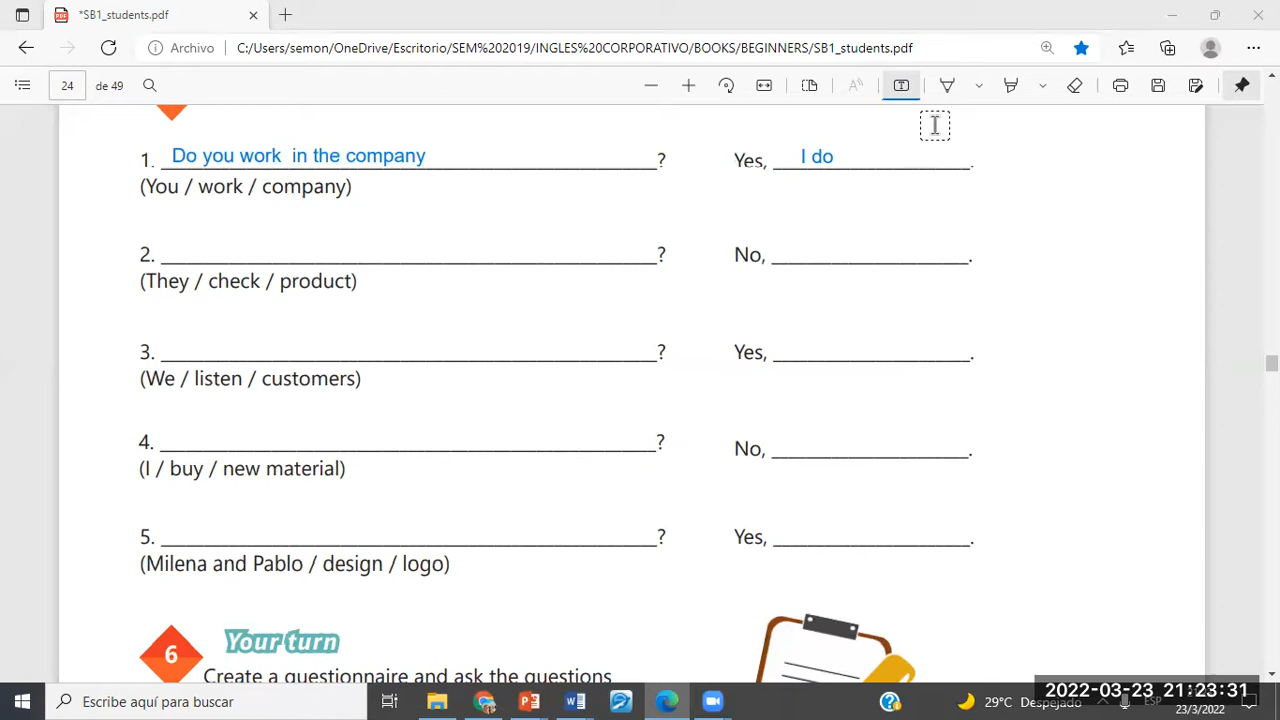 *SB1_students.pdf
Archivo C:/Users/semon/OneDrive/Escritorio/SEM%202019/INGLES%20CORPORATIVO/BOOKS/BEGINNERS/SB1_students.pdf
24 de 49
1. Do you work  in the company ? Yes, I do.
(You / work / company)
2. ? No, .
(They / check / product)
3. ? Yes, .
(We / listen / customers)
4. ? No, .
(I / buy / new material)
5. ? Yes, .
(Milena and Pablo / design / logo)
6 Your turn
Create a questionnaire and ask the questions
Escribe aquí para buscar
29°C Despejado ESP
2022-03-23 21:23:31
23/3/2022